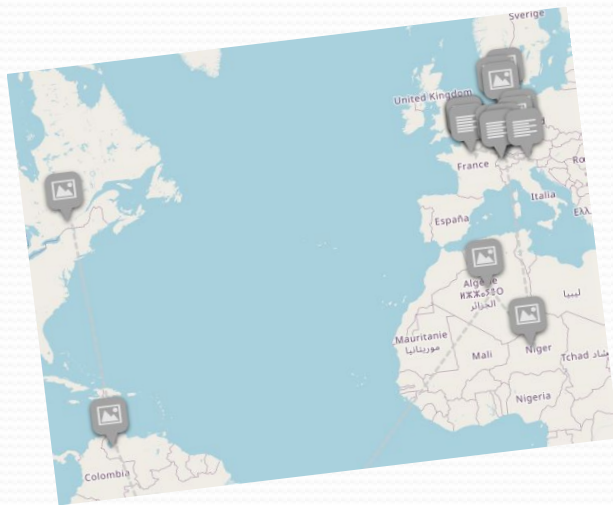 Sverige
United Kingdom
France
Ro
Italia
España
Ελλ
Algérie
ⵍⵣⵣⴰⵢⴻⵔ
الجزائر
ليبيا
Mauritanie
موريتانيا
Mali
Niger
Tchad تشاد
Nigeria
Colombia